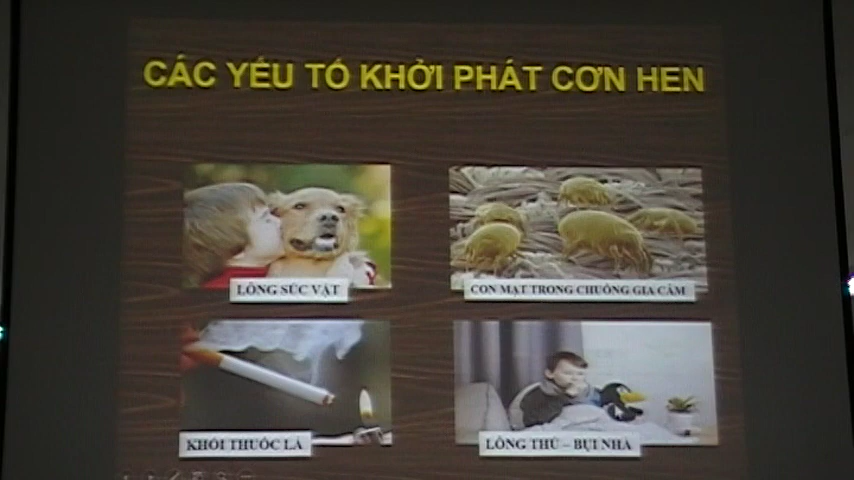 CÁC YẾU TỐ KHỞI PHÁT CƠN HEN
LÔNG SÚC VẬT
CON MẠT TRONG CHUỒNG GIA CẦM
KHÓI THUỐC LÁ
LÔNG THÚ – BỤI NHÀ